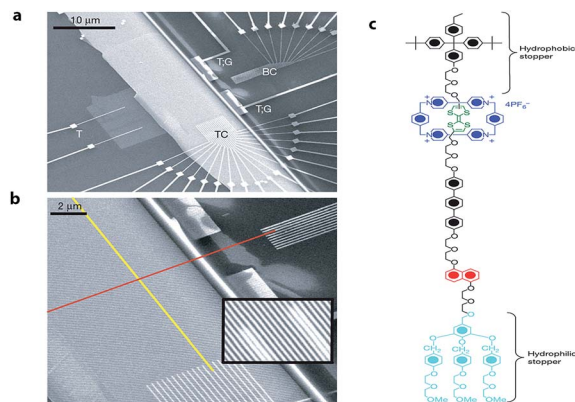 a
10 μm
T;G
BC
T;G
T
TC
b
2 μm
c
Hydrophobic
stopper
O
O
O
+
+
4PF6−
N
N
S
S
S
S
N
N
+
+
O
O
O
O
O
O
O
O
O
O
O
O
O
CH2
CH2
CH2
O
O
O
O
O
O
OMe
OMe
OMe
Hydrophilic
stopper